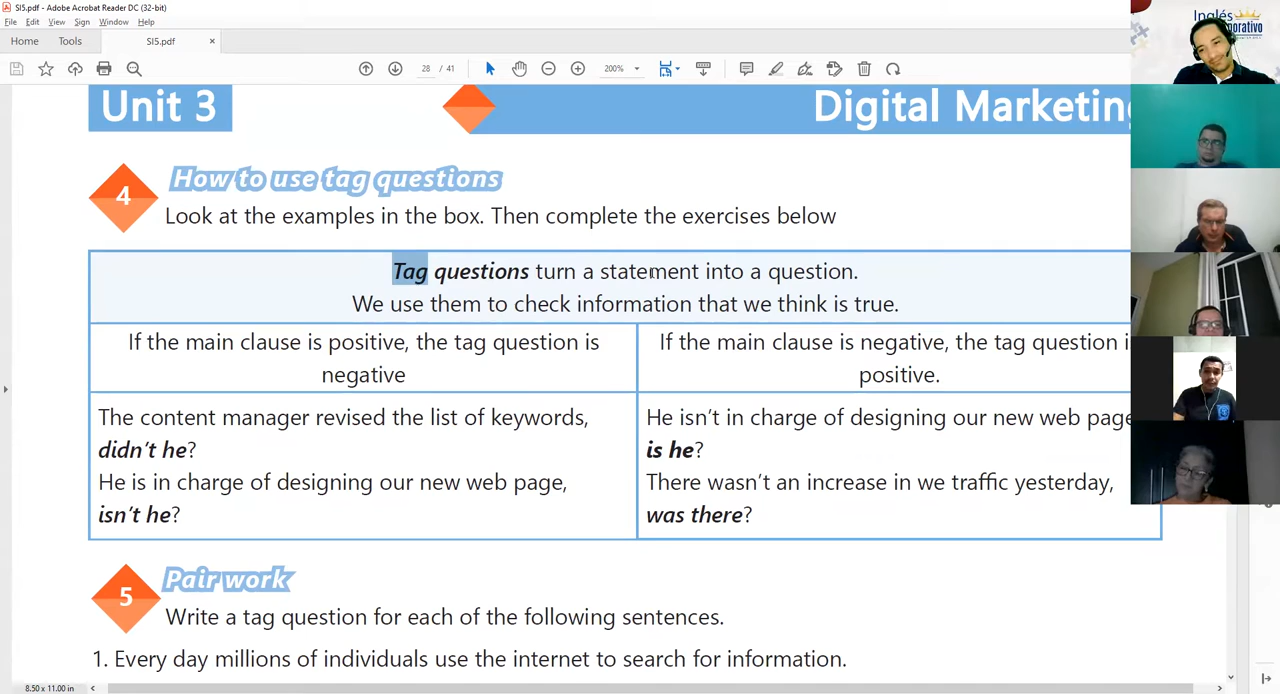 SI5.pdf - Adobe Acrobat Reader DC (32-bit)
File Edit View Sign Window Help
Home Tools SI5.pdf ×
28 / 41 200%
Inglés
orativo
Unit 3
Digital Marketin
4 How to use tag questions
Look at the examples in the box. Then complete the exercises below
Tag questions turn a statement into a question.
We use them to check information that we think is true.
If the main clause is positive, the tag question is
negative
If the main clause is negative, the tag question i
positive.
The content manager revised the list of keywords,
didn't he?
He is in charge of designing our new web page,
isn't he?
He isn't in charge of designing our new web page
is he?
There wasn't an increase in we traffic yesterday,
was there?
5 Pair work
Write a tag question for each of the following sentences.
1. Every day millions of individuals use the internet to search for information.
8.50 x 11.00 in